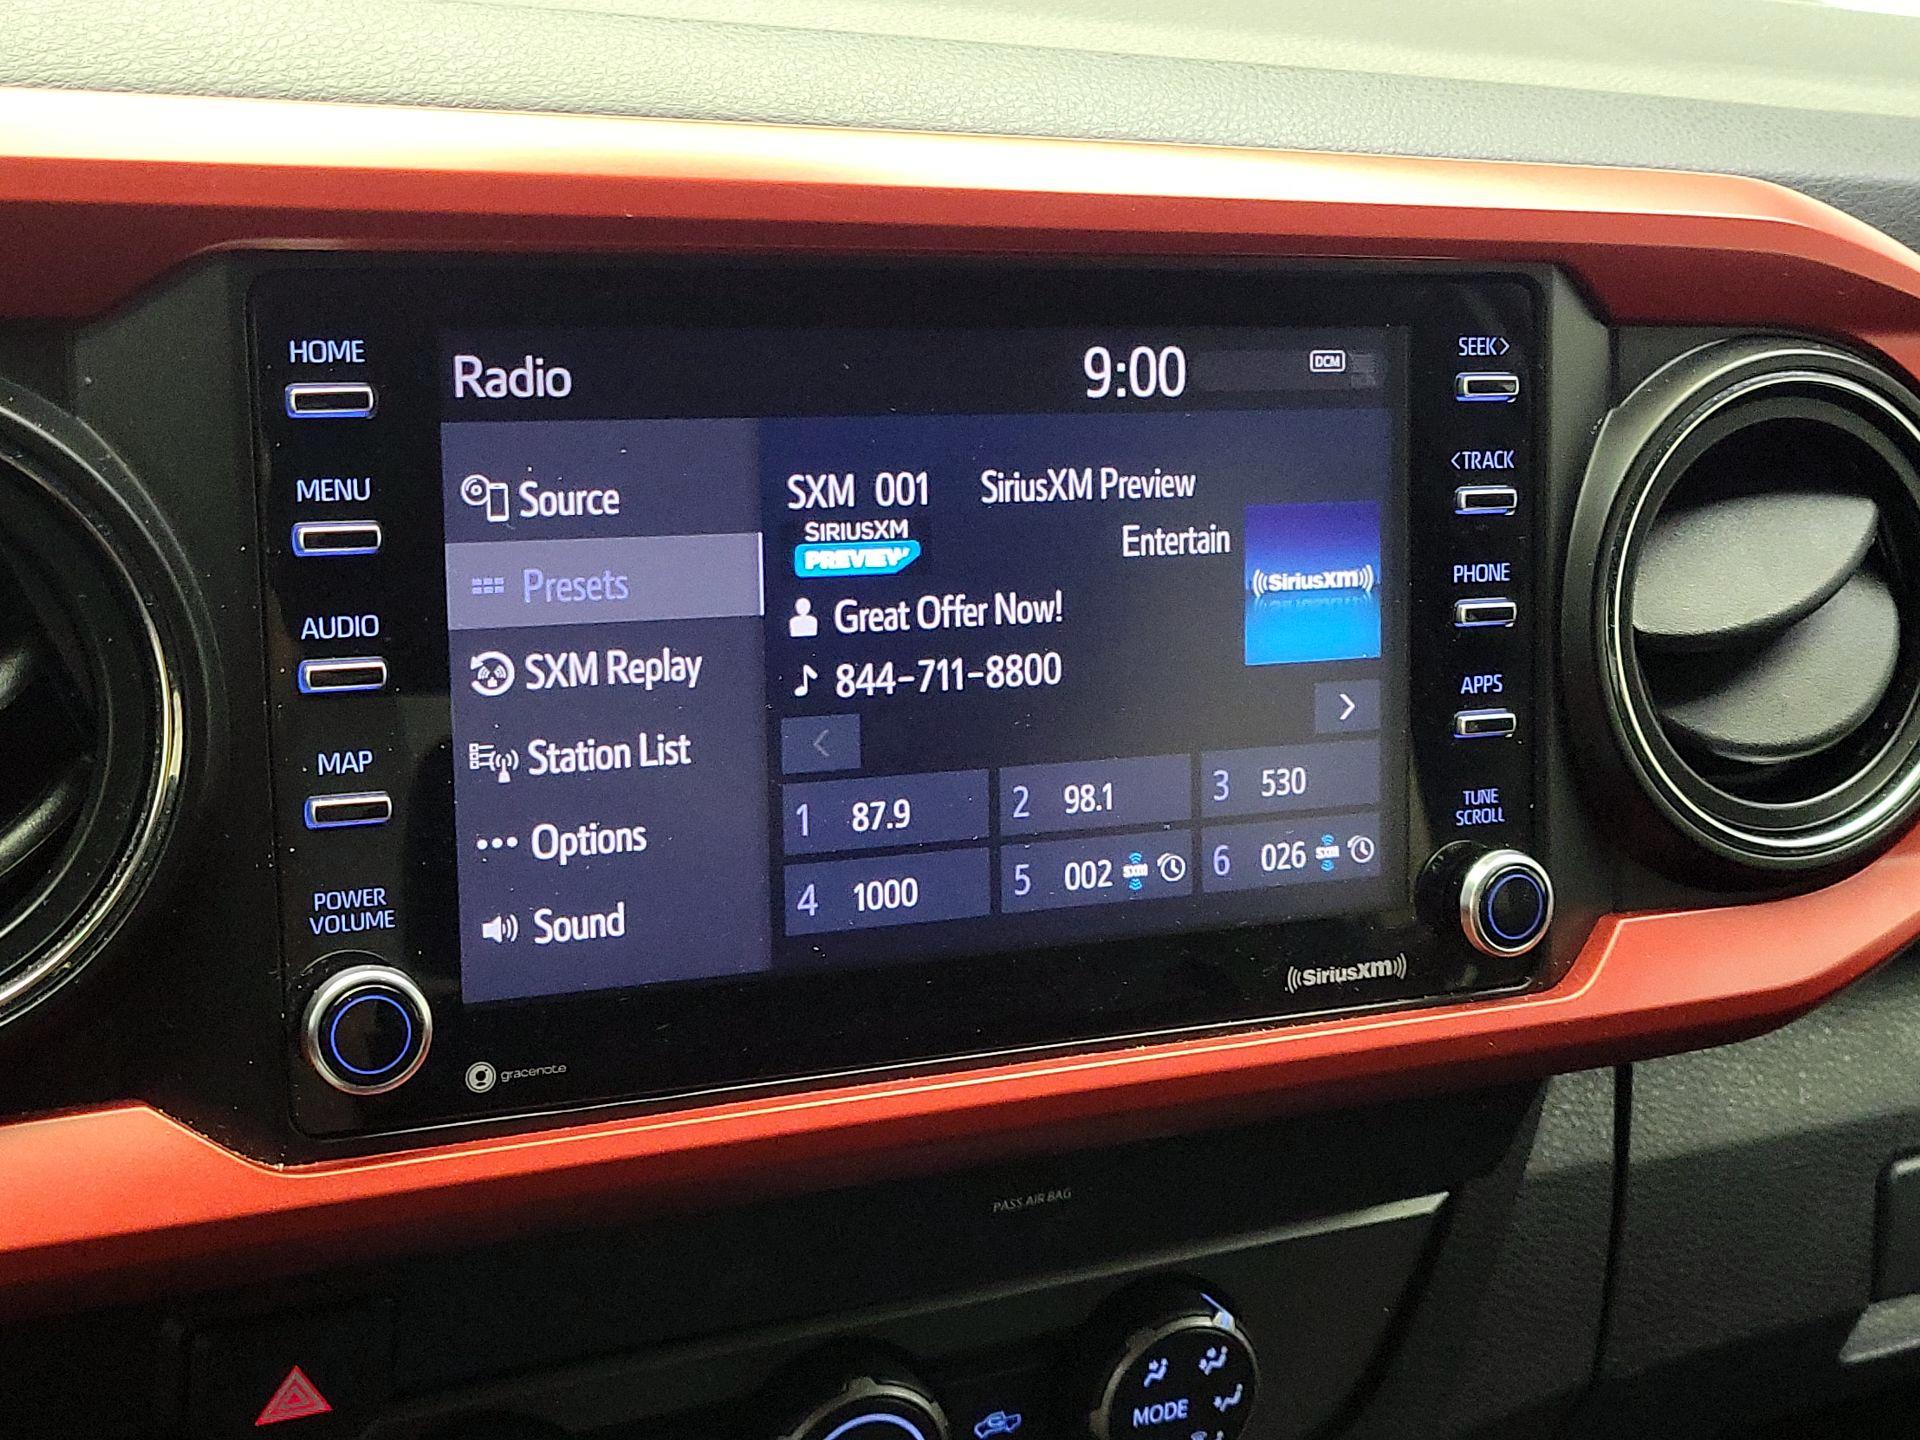 HOME
MENU
AUDIO
MAP
POWER
VOLUME
Radio
9:00
DCM
Source
Presets
SXM Replay
Station List
Options
Sound
SXM 001 SiriusXM Preview
SIRIUSXM
PREVIEW
Entertain
((SiriusXM))
Great Offer Now!
844-711-8800
<
>
1 87.9
2 98.1
3 530
4 1000
5 002 SXM
6 026 SXM
((SiriusXM))
gracenote
SEEK>
<TRACK
PHONE
APPS
TUNE
SCROLL
PASS AIR BAG
MODE